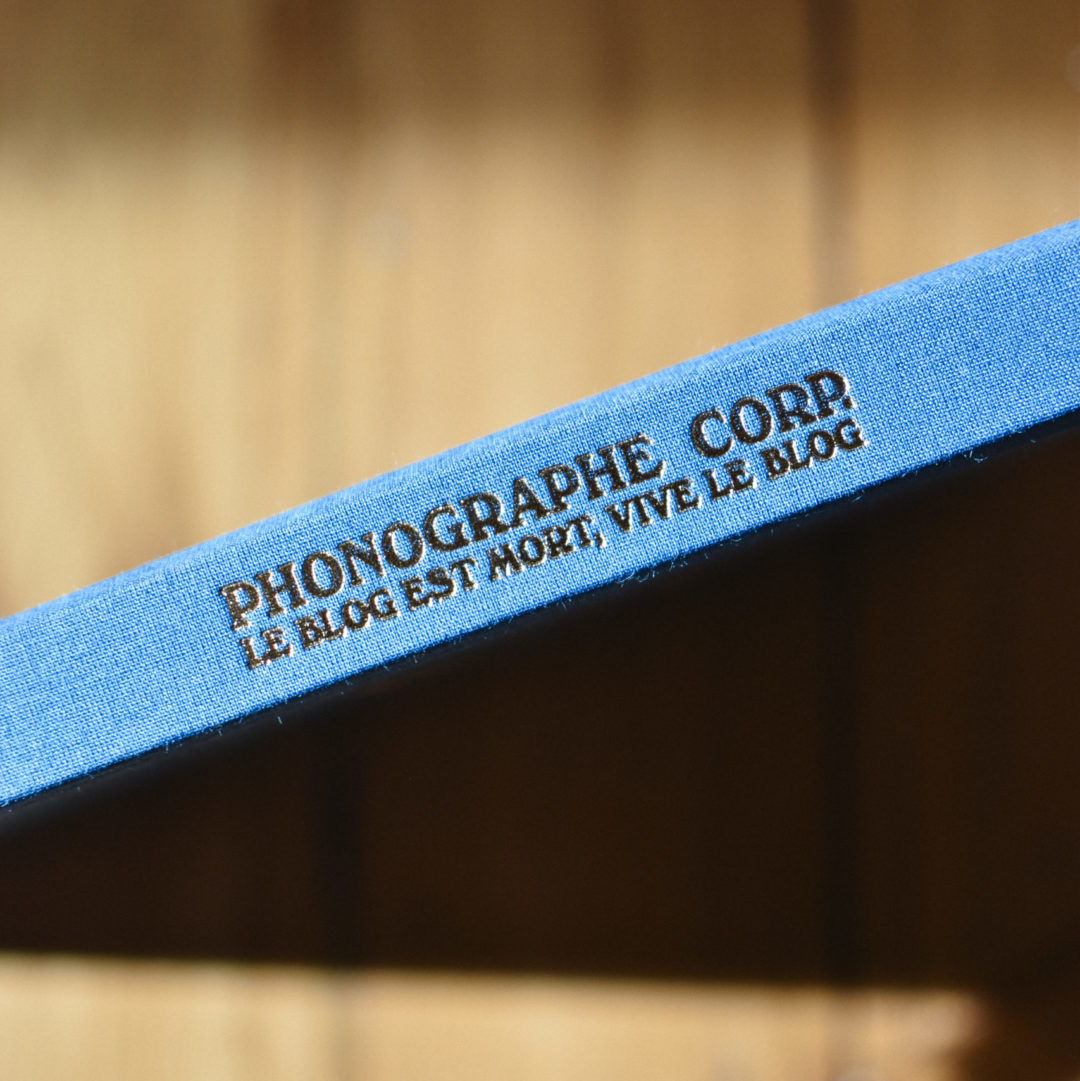 PHONOGRAPHE CORP.
LE BLOG EST MORT, VIVE LE BLOG